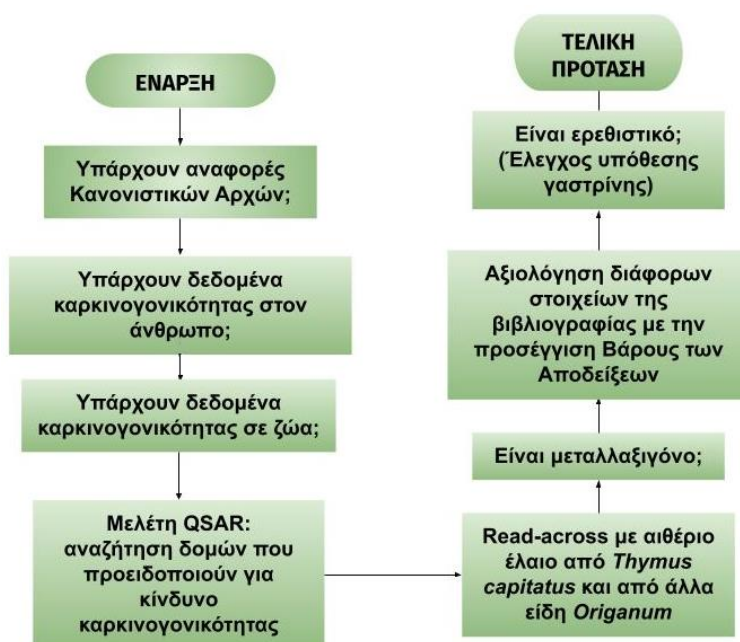 ΕΝΑΡΞΗ
Υπάρχουν αναφορές
Κανονιστικών Αρχών;
Υπάρχουν δεδομένα
καρκινογονικότητας στον
άνθρωπο;
Υπάρχουν δεδομένα
καρκινογονικότητας σε ζώα;
Μελέτη QSAR:
αναζήτηση δομών που
προειδοποιούν για
κίνδυνο
καρκινογονικότητας
Read-across με αιθέριο
έλαιο από Thymus
capitatus και από άλλα
είδη Origanum
Είναι μεταλλαξιγόνο;
Αξιολόγηση διάφορων
στοιχείων της
βιβλιογραφίας με την
προσέγγιση Βάρους των
Αποδείξεων
Είναι ερεθιστικό;
(Έλεγχος υπόθεσης
γαστρίνης)
ΤΕΛΙΚΗ
ΠΡΟΤΑΣΗ